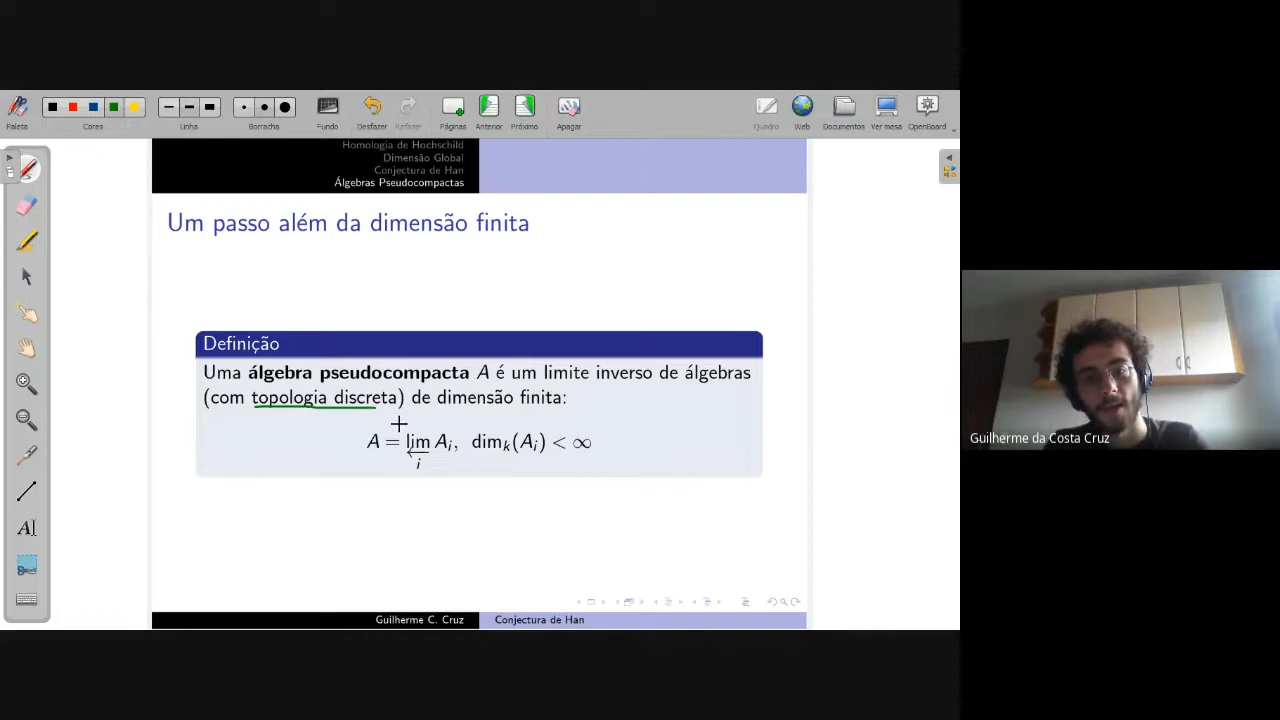 Paleta Cores Linha Borracha Fundo Desfazer Refazer Páginas Anterior Próximo Apagar Quadro Web Documentos Ver mesa OpenBoard
Homologia de Hochschild
Dimensão Global
Conjectura de Han
Álgebras Pseudocompactas
Um passo além da dimensão finita
Definição
Uma álgebra pseudocompacta A é um limite inverso de álgebras
(com topologia discreta) de dimensão finita:
A = lim A_i, dim_k(A_i) < ∞
←
i
Guilherme da Costa Cruz
Guilherme C. Cruz Conjectura de Han